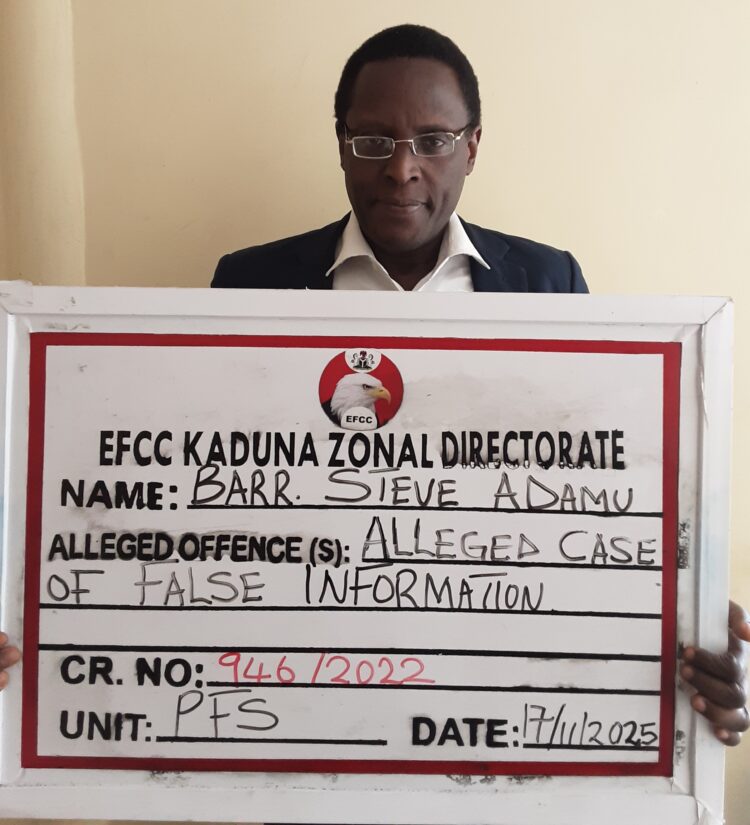 EFCC
EFCC KADUNA ZONAL DIRECTORATE
NAME: BARR. STEVE ADAMU
ALLEGED OFFENCE (S): ALLEGED CASE
OF FALSE INFORMATION
CR. NO: 946/2022
UNIT: PFS DATE: 17/11/2025